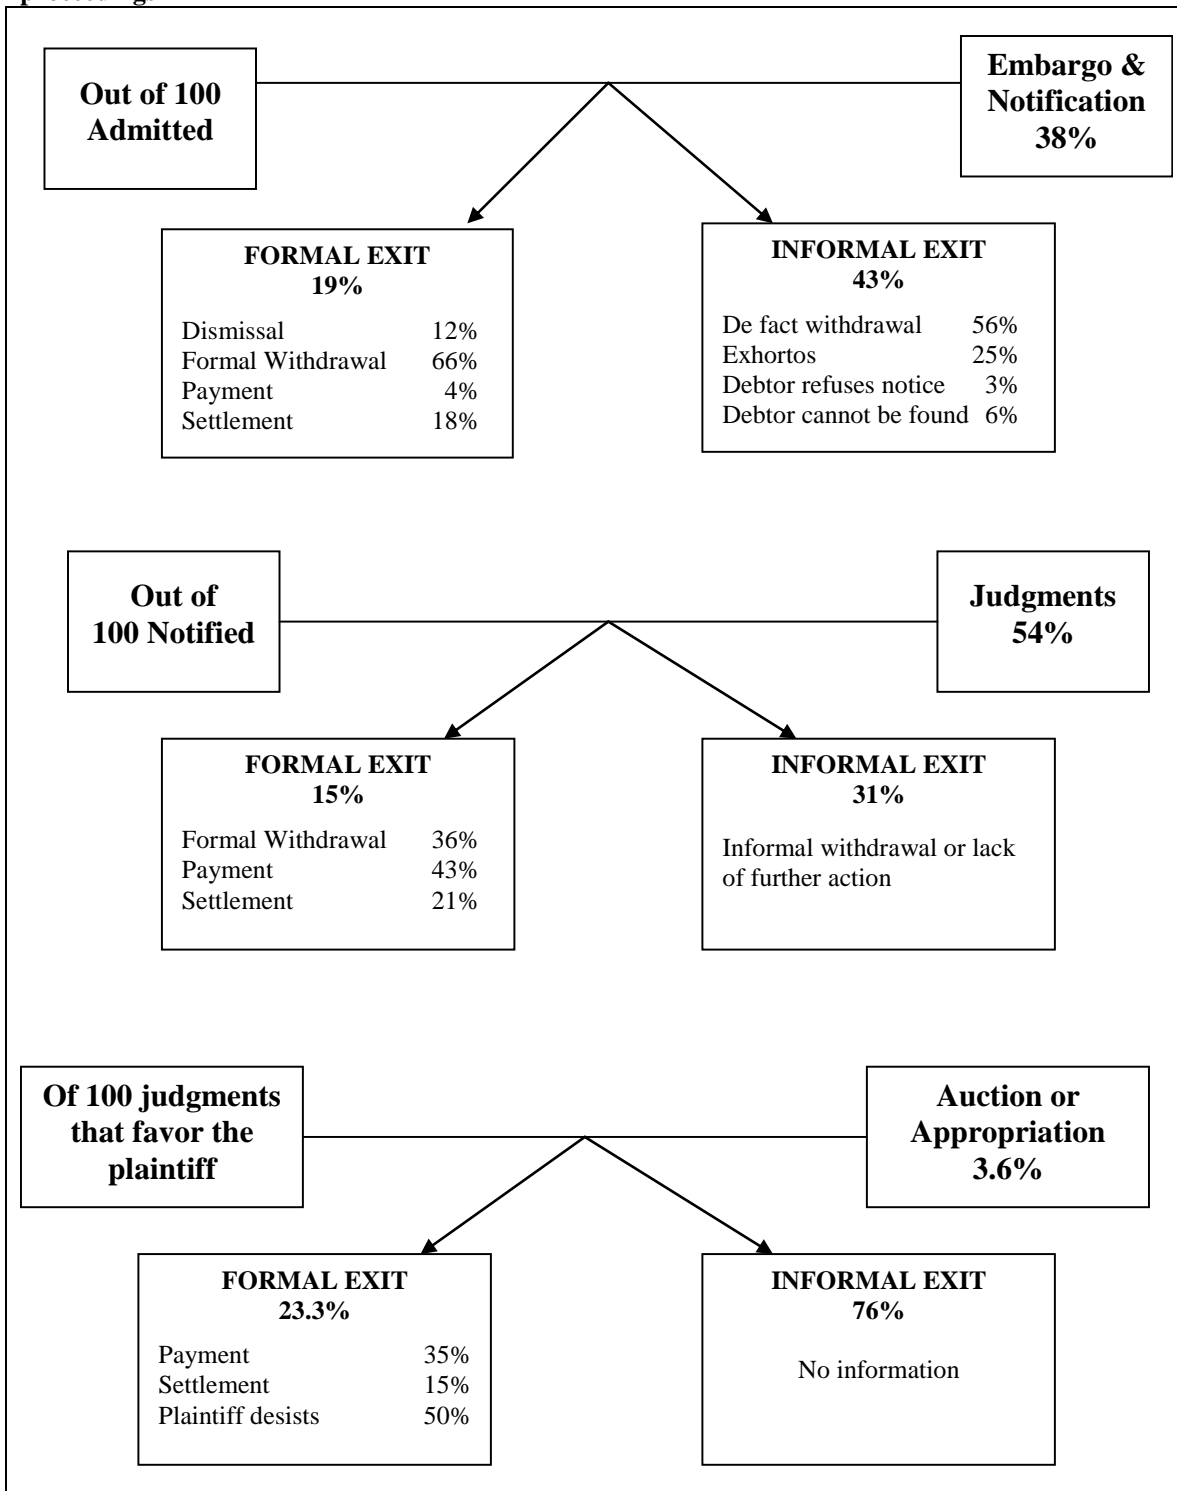 Out of 100
Admitted
Embargo &
Notification
38%
FORMAL EXIT
19%
Dismissal 12%
Formal Withdrawal 66%
Payment 4%
Settlement 18%
INFORMAL EXIT
43%
De fact withdrawal 56%
Exhortos 25%
Debtor refuses notice 3%
Debtor cannot be found 6%
Out of
100 Notified
Judgments
54%
FORMAL EXIT
15%
Formal Withdrawal 36%
Payment 43%
Settlement 21%
INFORMAL EXIT
31%
Informal withdrawal or lack
of further action
Of 100 judgments
that favor the
plaintiff
Auction or
Appropriation
3.6%
FORMAL EXIT
23.3%
Payment 35%
Settlement 15%
Plaintiff desists 50%
INFORMAL EXIT
76%
No information